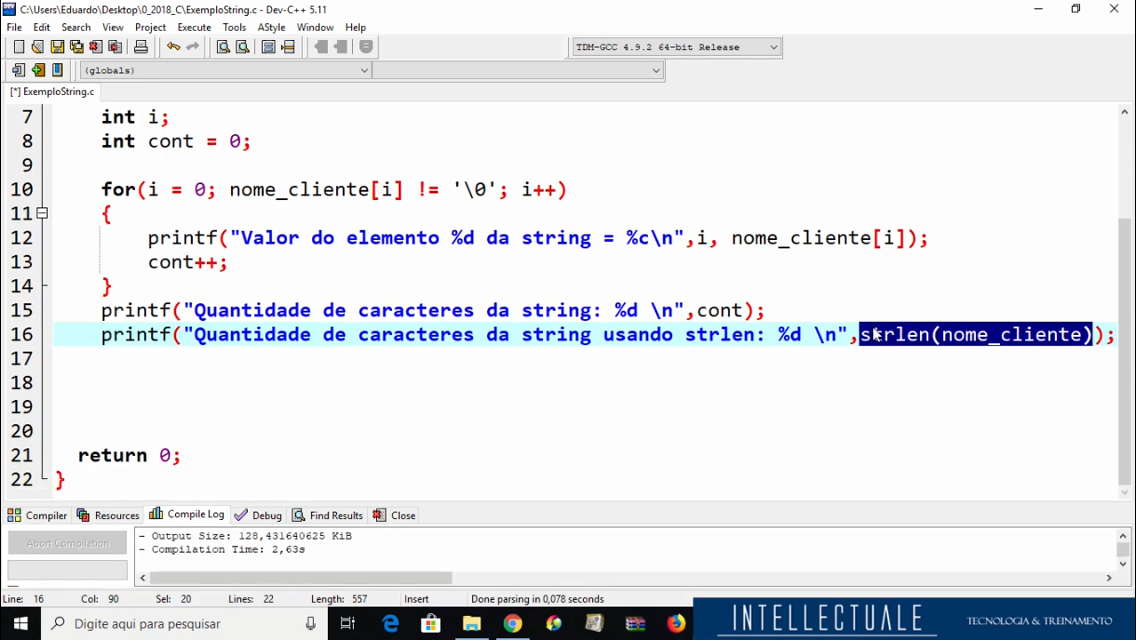 C:\Users\Eduardo\Desktop\0_2018_C\ExemploString.c - Dev-C++ 5.11
File Edit Search View Project Execute Tools AStyle Window Help
TDM-GCC 4.9.2 64-bit Release
(globals)
[*] ExemploString.c
7 int i;
8 int cont = 0;
9
10 for(i = 0; nome_cliente[i] != '\0'; i++)
11 {
12 printf("Valor do elemento %d da string = %c\n",i, nome_cliente[i]);
13 cont++;
14 }
15 printf("Quantidade de caracteres da string: %d \n",cont);
16 printf("Quantidade de caracteres da string usando strlen: %d \n",strlen(nome_cliente));
17
18
19
20
21 return 0;
22 }
Compiler Resources Compile Log Debug Find Results Close
Abort Compilation
- Output Size: 128,431640625 KiB
- Compilation Time: 2,63s
Line: 16 Col: 90 Sel: 20 Lines: 22 Length: 557 Insert Done parsing in 0,078 seconds
Digite aqui para pesquisar
INTELLECTUALE TECNOLOGIA & TREINAMENTO